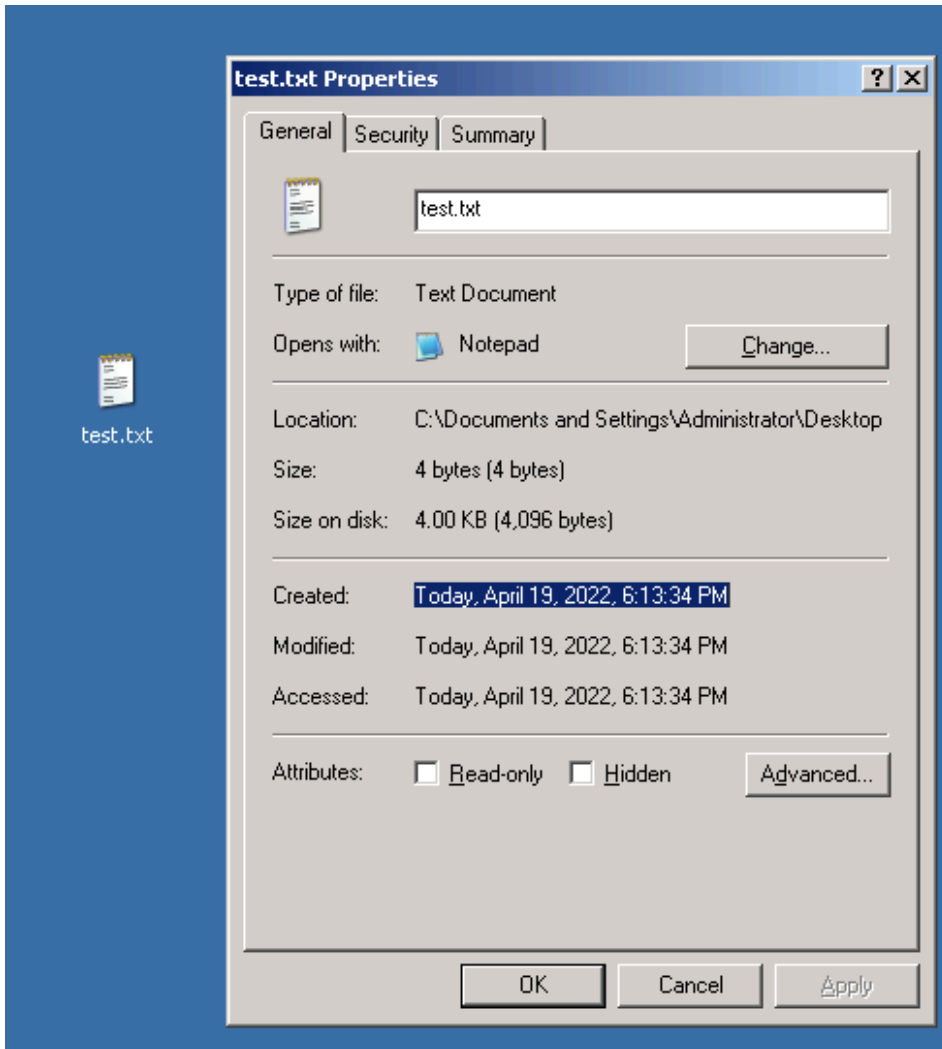 test.txt Properties
General Security Summary
test.txt
Type of file: Text Document
Opens with: Notepad Change...
test.txt
Location: C:\Documents and Settings\Administrator\Desktop
Size: 4 bytes (4 bytes)
Size on disk: 4.00 KB (4,096 bytes)
Created: Today, April 19, 2022, 6:13:34 PM
Modified: Today, April 19, 2022, 6:13:34 PM
Accessed: Today, April 19, 2022, 6:13:34 PM
Attributes: Read-only Hidden Advanced...
OK Cancel Apply